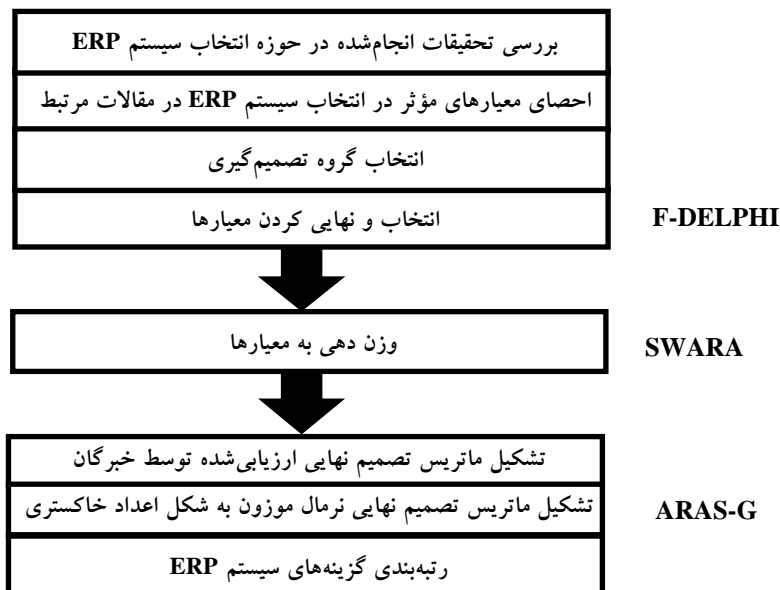 بررسی تحقیقات انجام‌شده در حوزه انتخاب سیستم ERP
احصای معیارهای مؤثر در انتخاب سیستم ERP در مقالات مرتبط
انتخاب گروه تصمیم‌گیری
انتخاب و نهایی کردن معیارها
F-DELPHI
وزن دهی به معیارها
SWARA
تشکیل ماتریس تصمیم نهایی ارزیابی‌شده توسط خبرگان
تشکیل ماتریس تصمیم نهایی نرمال موزون به شکل اعداد خاکستری
ARAS-G
رتبه‌بندی گزینه‌های سیستم ERP